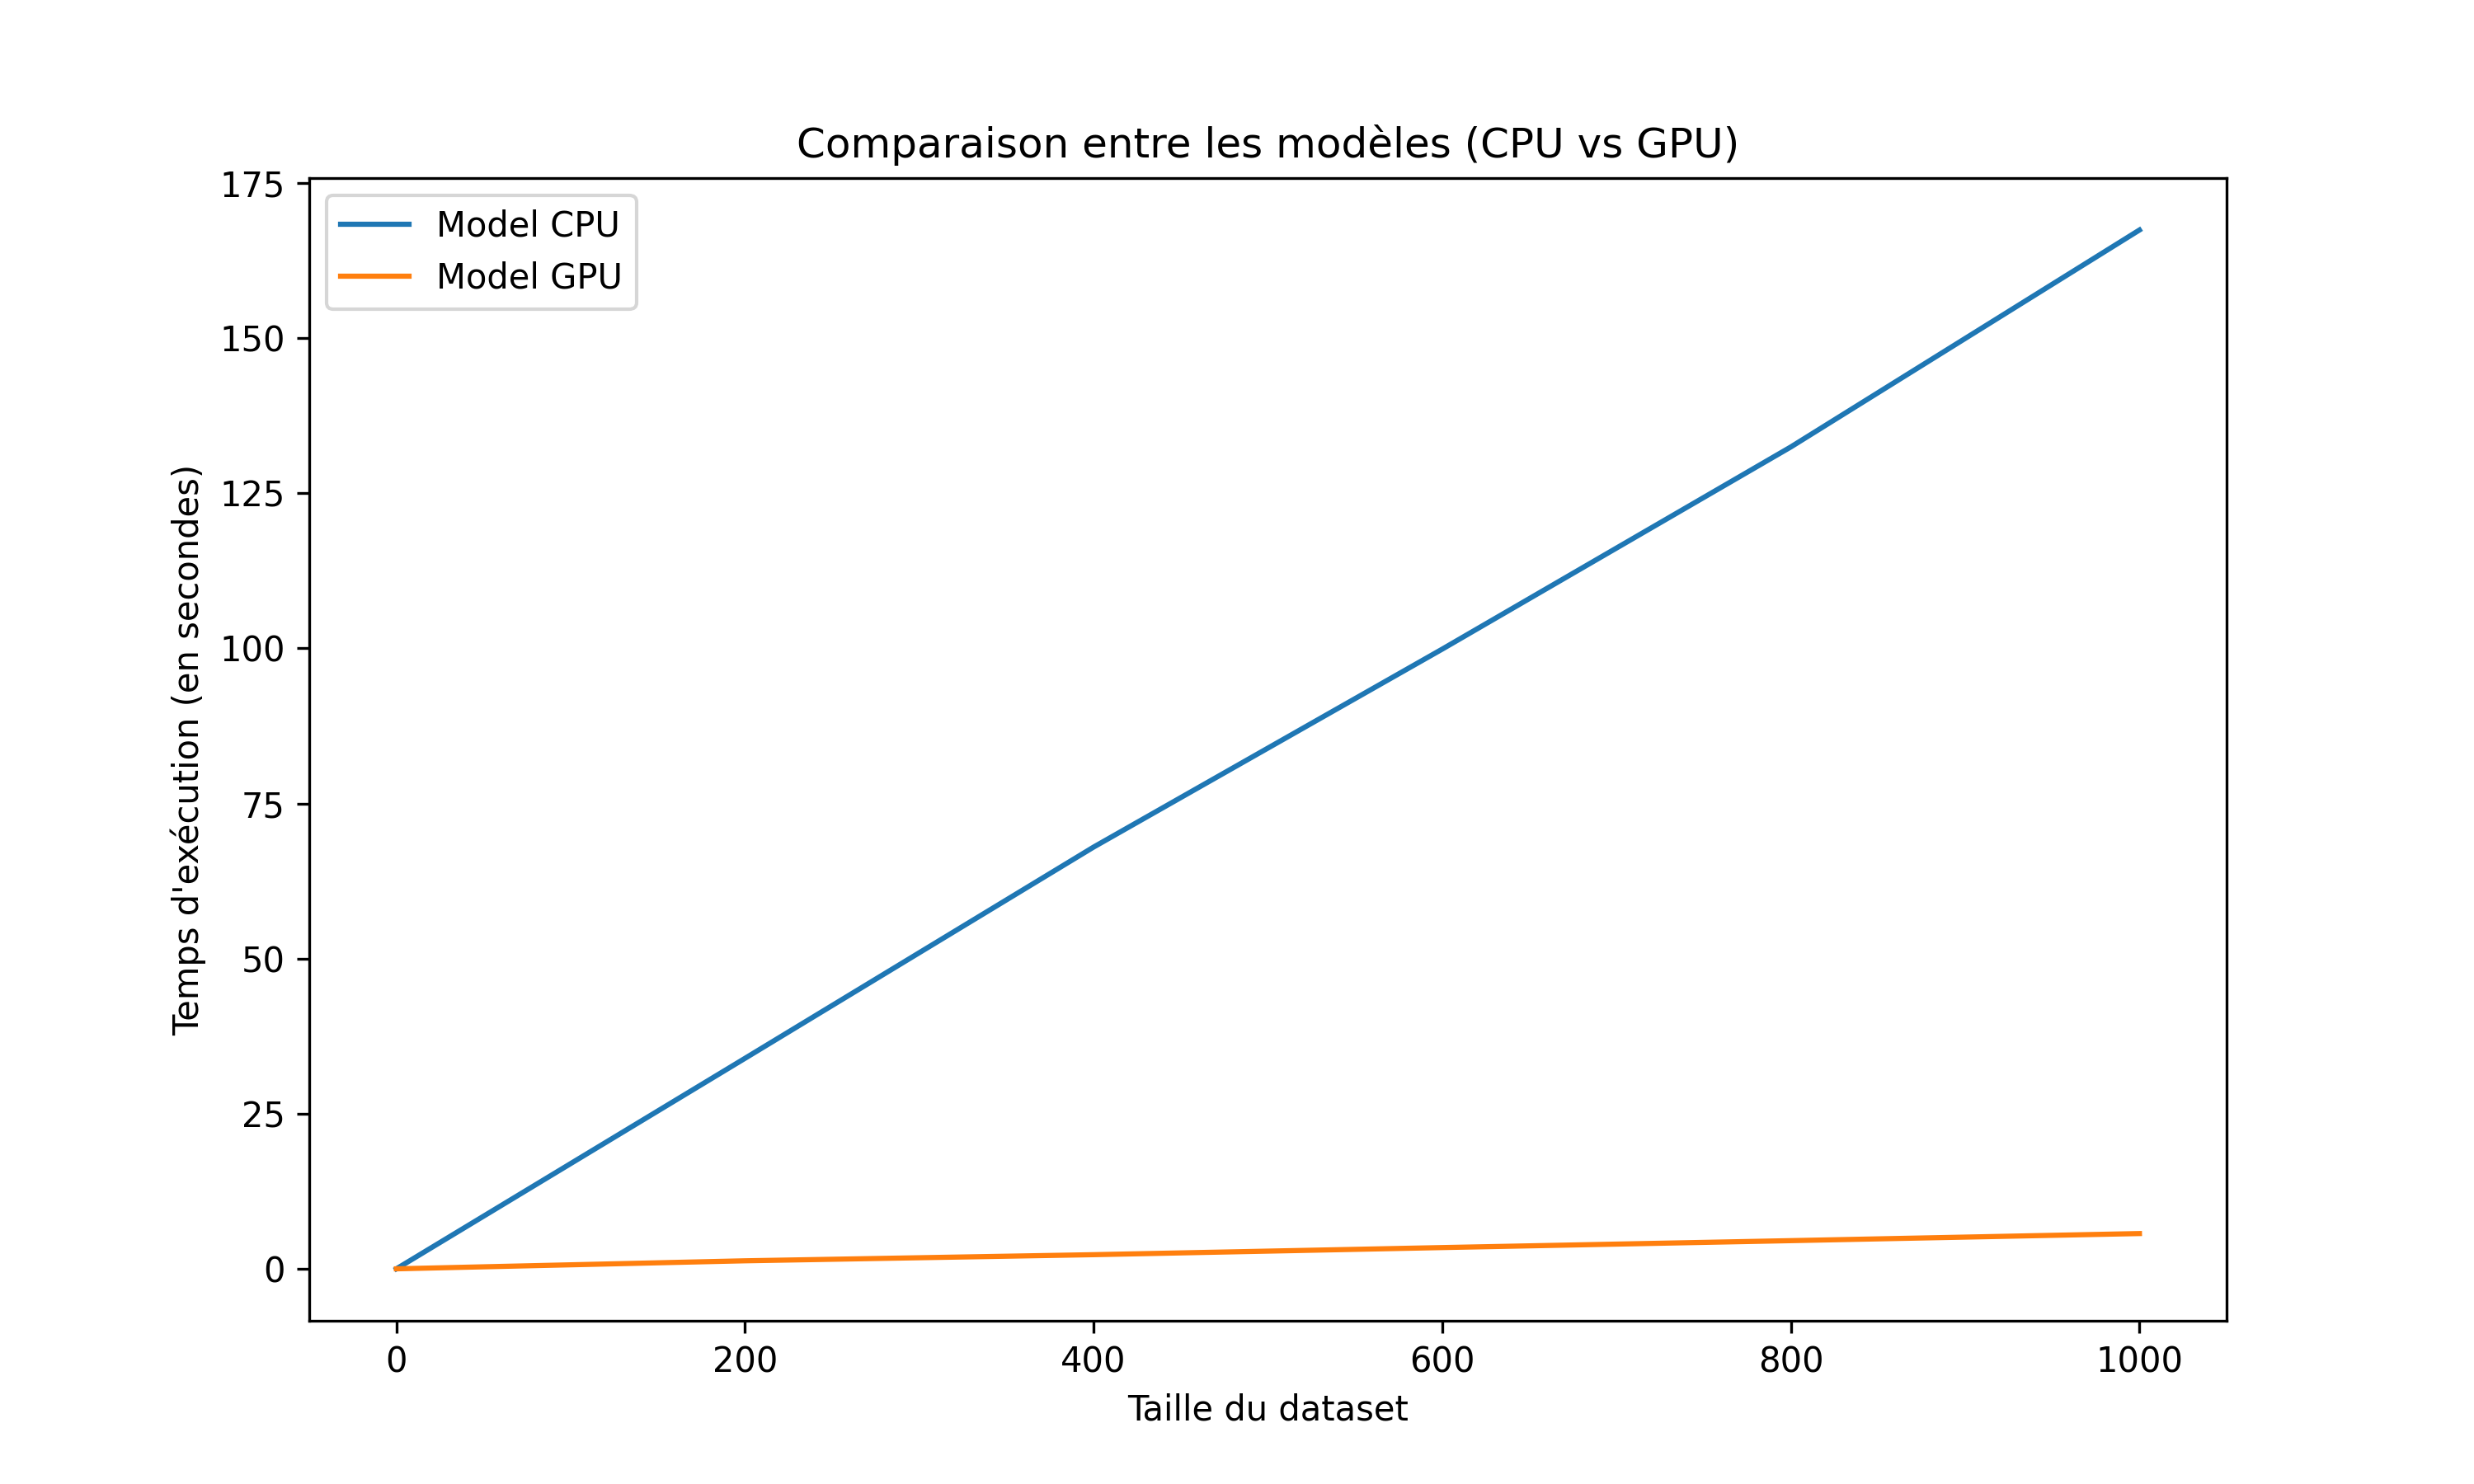 Comparaison entre les modèles (CPU vs GPU)
Model CPU
Model GPU
Temps d'exécution (en secondes)
175
150
125
100
75
50
25
0
0 200 400 600 800 1000
Taille du dataset